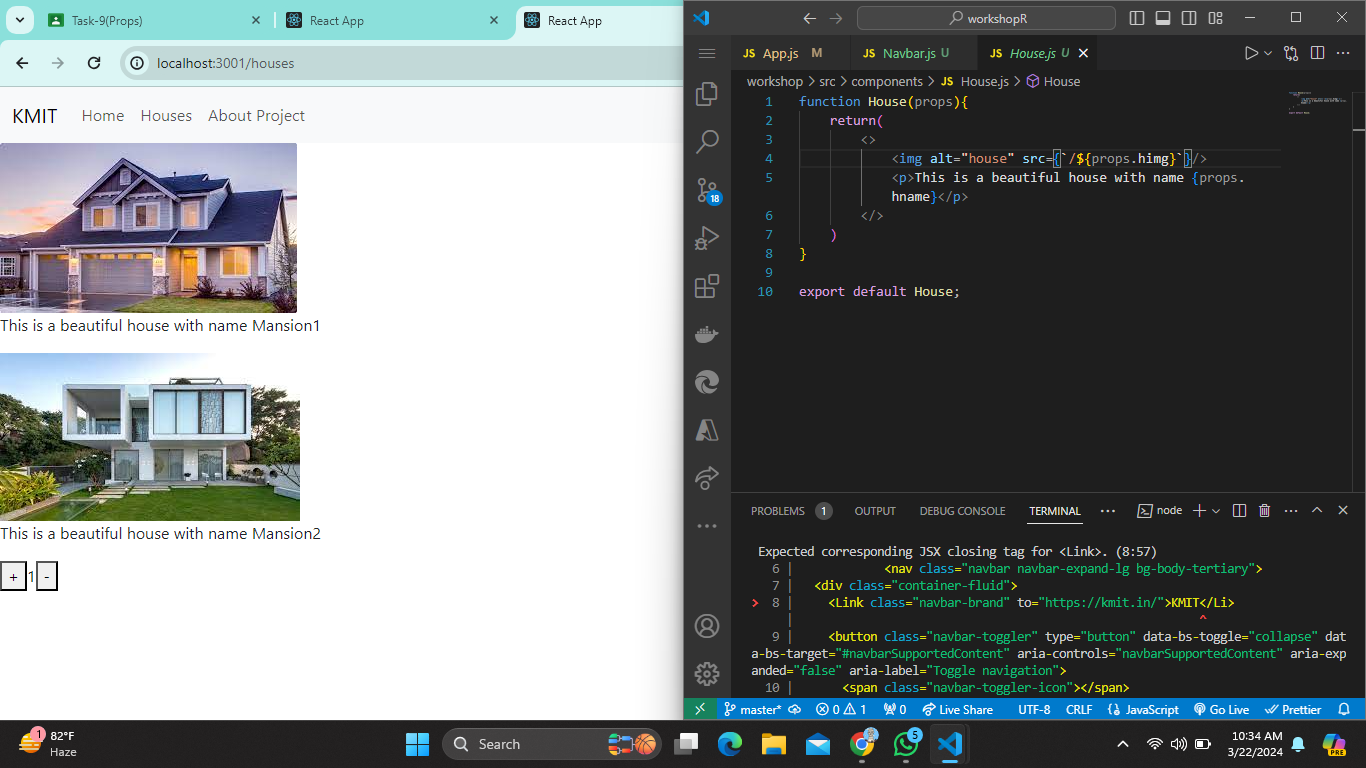 Task-9(Props)
React App
React App
localhost:3001/houses
KMIT Home Houses About Project
This is a beautiful house with name Mansion1
This is a beautiful house with name Mansion2
+ 1 -
workshopR
JS App.js M
JS Navbar.js U
JS House.js U
workshop > src > components > JS House.js > House
1 function House(props){
2 return(
3 <>
4 <img alt="house" src={`/${props.himg}`}/>
5 <p>This is a beautiful house with name {props.
hname}</p>
6 </>
7 )
8 }
9
10 export default House;
18
PROBLEMS 1 OUTPUT DEBUG CONSOLE TERMINAL ··· node
Expected corresponding JSX closing tag for <Link>. (8:57)
6 | <nav class="navbar navbar-expand-lg bg-body-tertiary">
7 | <div class="container-fluid">
> 8 | <Link class="navbar-brand" to="https://kmit.in/">KMIT</Li>
| ^
9 | <button class="navbar-toggler" type="button" data-bs-toggle="collapse" dat
a-bs-target="#navbarSupportedContent" aria-controls="navbarSupportedContent" aria-exp
anded="false" aria-label="Toggle navigation">
10 | <span class="navbar-toggler-icon"></span>
master* 0 1 0 Live Share UTF-8 CRLF {} JavaScript Go Live Prettier
1
82°F
Haze
Search
5
PRE
10:34 AM
3/22/2024